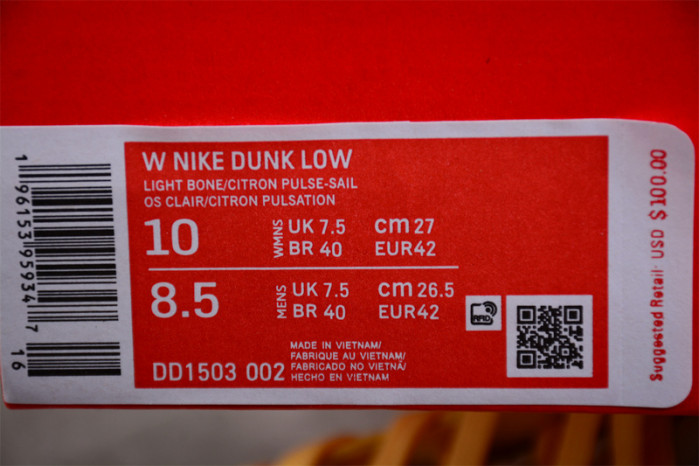 W NIKE DUNK LOW
LIGHT BONE/CITRON PULSE-SAIL
OS CLAIR/CITRON PULSATION
10 WMNS UK 7.5 cm 27
BR 40 EUR42
8.5 MENS UK 7.5 cm 26.5
BR 40 EUR42
DD1503 002
MADE IN VIETNAM/
FABRIQUE AU VIETNAM/
FABRICADO NO VIETNÃ/
HECHO EN VIETNAM
1 96153 95934 7
16
Suggested Retail: USD $100.00